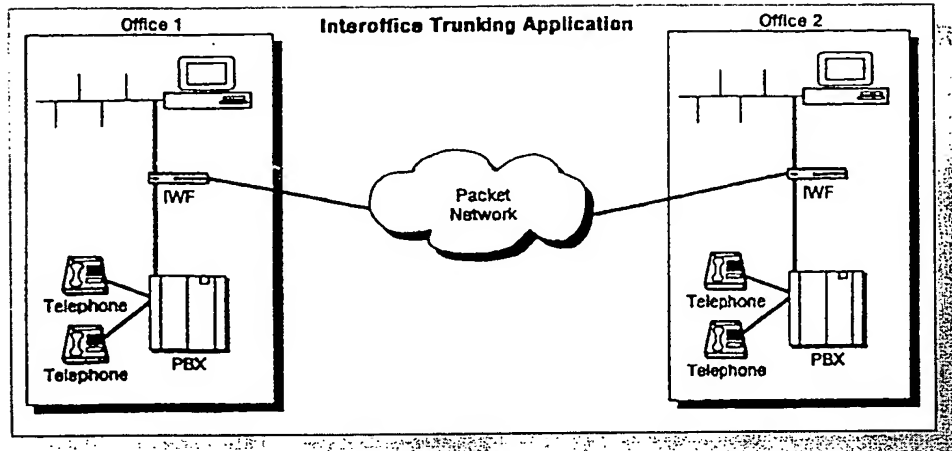 Office 1
Interoffice Trunking Application
Office 2
IWF
Packet
Network
IWF
Telephone
Telephone
PBX
Telephone
Telephone
PBX